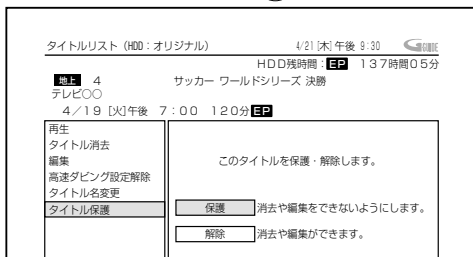 タイトルリスト（HDD：オリジナル） 4/21[木]午後 9:30 GGUIDE
HDD残時間：EP 137時間05分
地上 4 サッカー ワールドシリーズ 決勝
テレビ○○
4／19 [火]午後 7：00 120分EP
再生
タイトル消去
編集
高速ダビング設定解除
タイトル名変更
タイトル保護
このタイトルを保護・解除します。
保護 消去や編集をできないようにします。
解除 消去や編集ができます。